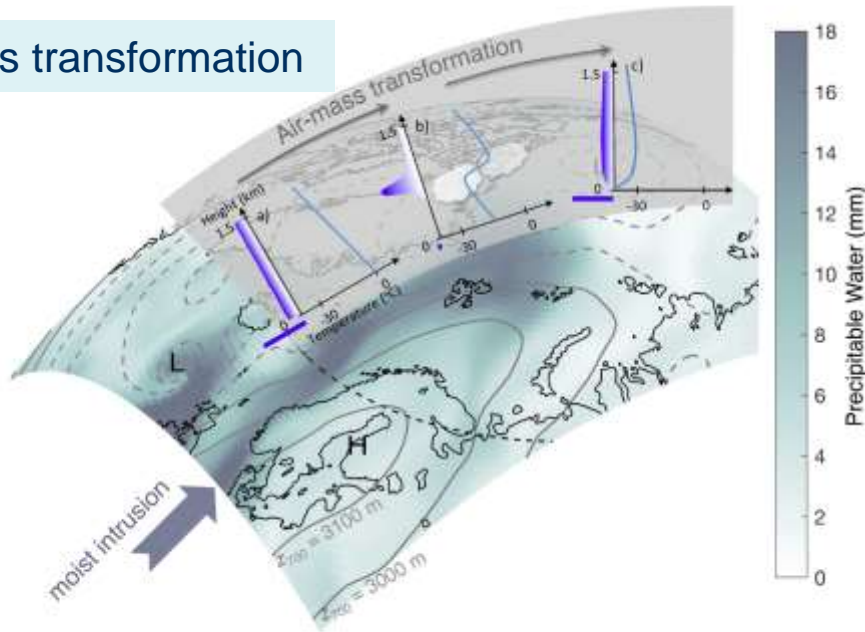 s transformation
Air-mass transformation
Height (km)
1.5
a)
0
-30
0
Temperature (°C)
1.5
b)
0
-30
0
1.5
c)
0
-30
0
L
H
moist intrusion
z700 = 3100 m
z700 = 3000 m
18
16
14
12
10
8
6
4
2
0
Precipitable Water (mm)